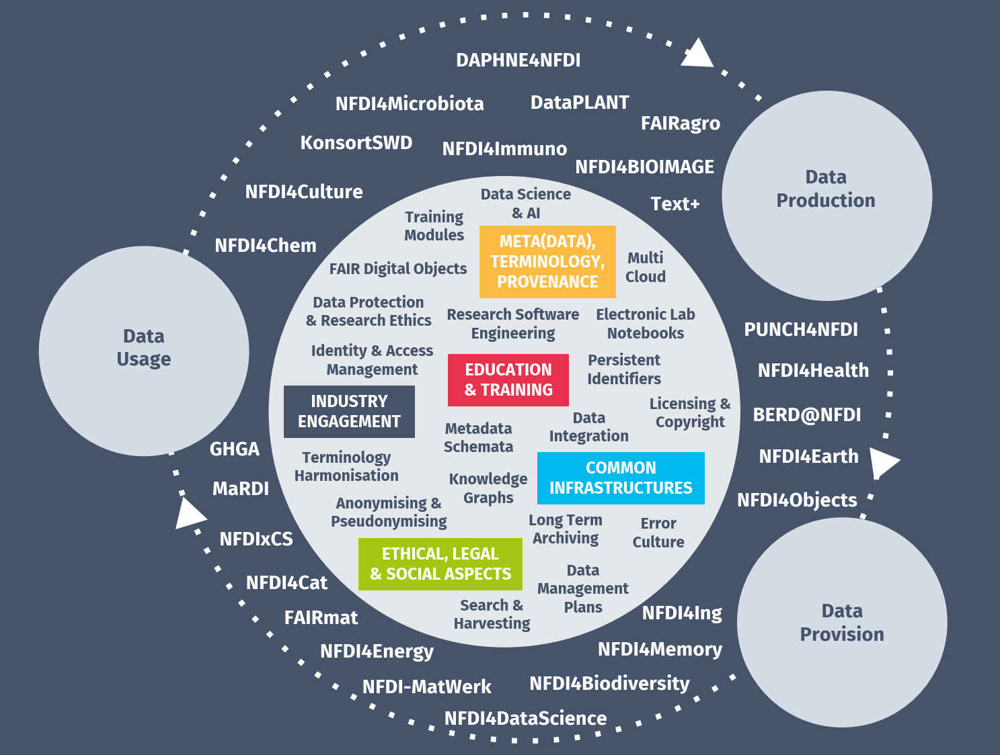 DAPHNE4NFDI
NFDI4Microbiota
DataPLANT
FAIRagro
KonsortSWD
NFDI4Immuno
NFDI4BIOIMAGE
NFDI4Culture
Text+
NFDI4Chem
Data
Production
Data
Usage
Data Science
& AI
Training
Modules
META(DATA),
TERMINOLOGY,
PROVENANCE
Multi
Cloud
FAIR Digital Objects
Data Protection
& Research Ethics
Research Software
Engineering
Electronic Lab
Notebooks
Identity & Access
Management
EDUCATION
& TRAINING
Persistent
Identifiers
INDUSTRY
ENGAGEMENT
Licensing &
Copyright
Data
Integration
Metadata
Schemata
Terminology
Harmonisation
COMMON
INFRASTRUCTURES
Knowledge
Graphs
Anonymising &
Pseudonymising
Long Term
Archiving
Error
Culture
ETHICAL, LEGAL
& SOCIAL ASPECTS
Data
Management
Plans
Search &
Harvesting
PUNCH4NFDI
NFDI4Health
BERD@NFDI
NFDI4Earth
NFDI4Objects
Data
Provision
GHGA
MaRDI
NFDIxCS
NFDI4Cat
FAIRmat
NFDI4Energy
NFDI-MatWerk
NFDI4DataScience
NFDI4Biodiversity
NFDI4Memory
NFDI4Ing